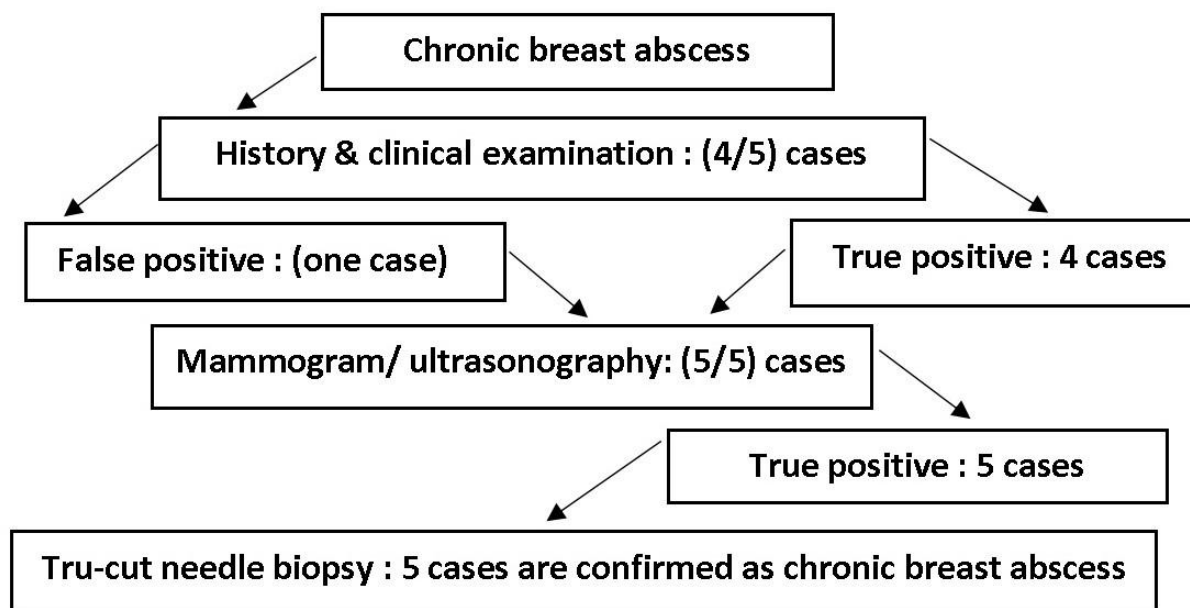 Chronic breast abscess
History & clinical examination : (4/5) cases
False positive : (one case)
True positive : 4 cases
Mammogram/ ultrasonography: (5/5) cases
True positive : 5 cases
Tru-cut needle biopsy : 5 cases are confirmed as chronic breast abscess